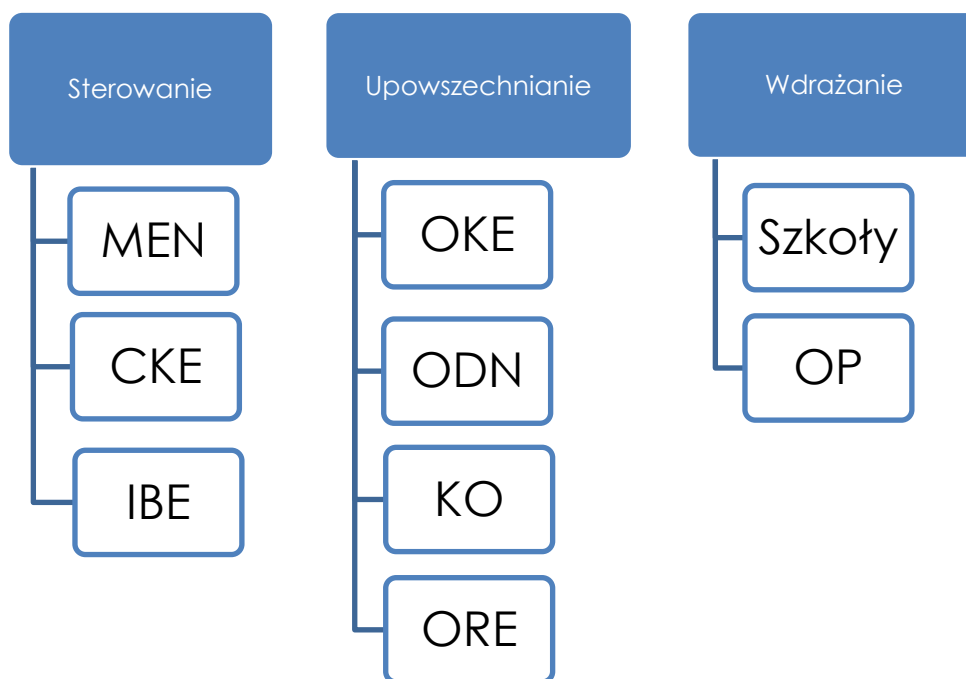 Sterowanie
MEN
CKE
IBE
Upowszechnianie
OKE
ODN
KO
ORE
Wdrażanie
Szkoły
OP